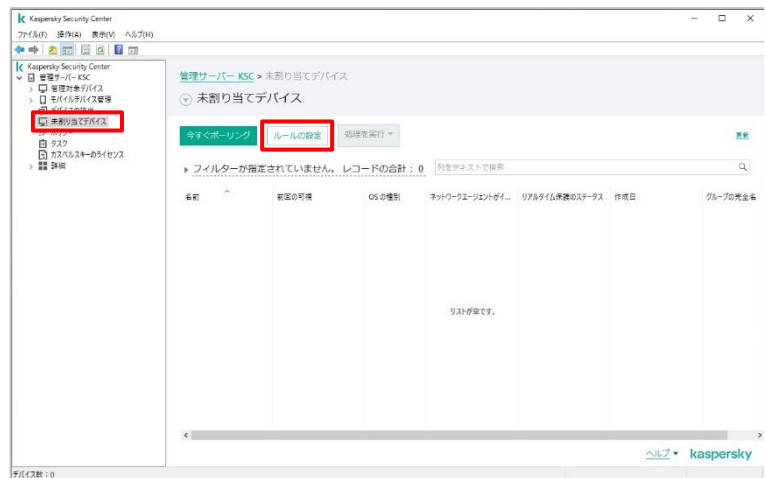 Kaspersky Security Center
ファイル(F) 操作(A) 表示(V) ヘルプ(H)
Kaspersky Security Center
管理サーバー KSC
管理対象デバイス
モバイルデバイス管理
デバイスの抽出
未割り当てデバイス
ポリシー
タスク
カスペルスキーのライセンス
詳細
管理サーバー KSC > 未割り当てデバイス
未割り当てデバイス
今すぐポーリング ルールの設定 処理を実行
更新
フィルターが指定されていません。 レコードの合計: 0 列をテキストで検索
名前 前回の可視 OS の種別 ネットワークエージェントがイ... リアルタイム保護のステータス 作成日 グループの完全名
リストが空です。
ヘルプ kaspersky
デバイス数:0